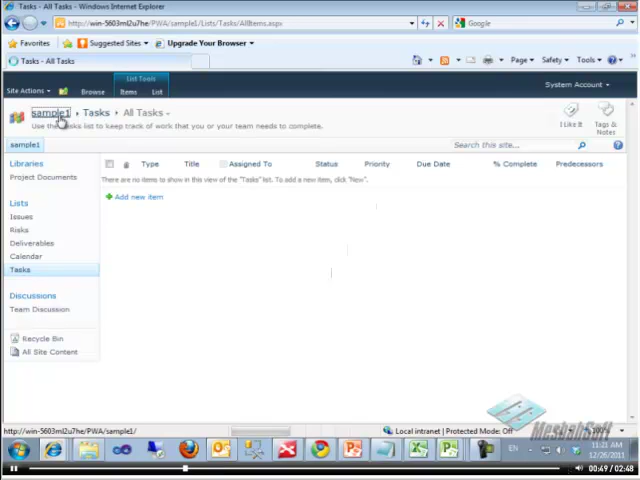 Tasks - All Tasks - Windows Internet Explorer
http://win-5603ml2u7he/PWA/sample1/Lists/Tasks/AllItems.aspx
Google
Favorites
Suggested Sites
Upgrade Your Browser
Tasks - All Tasks
Page
Safety
Tools
List Tools
System Account
Site Actions
Browse
Items
List
sample1
Tasks
All Tasks
I Like It
Tags & Notes
Use the Tasks list to keep track of work that you or your team needs to complete.
sample1
Search this site...
Libraries
Type
Title
Assigned To
Status
Priority
Due Date
% Complete
Predecessors
Project Documents
There are no items to show in this view of the "Tasks" list. To add a new item, click "New".
Add new item
Lists
Issues
Risks
Deliverables
Calendar
Tasks
Discussions
Team Discussion
Recycle Bin
All Site Content
http://win-5603ml2u7he/PWA/sample1/
Local intranet | Protected Mode: Off
MesbahSoft
EN
11:21 AM
12/26/2011
00:49 / 02:48